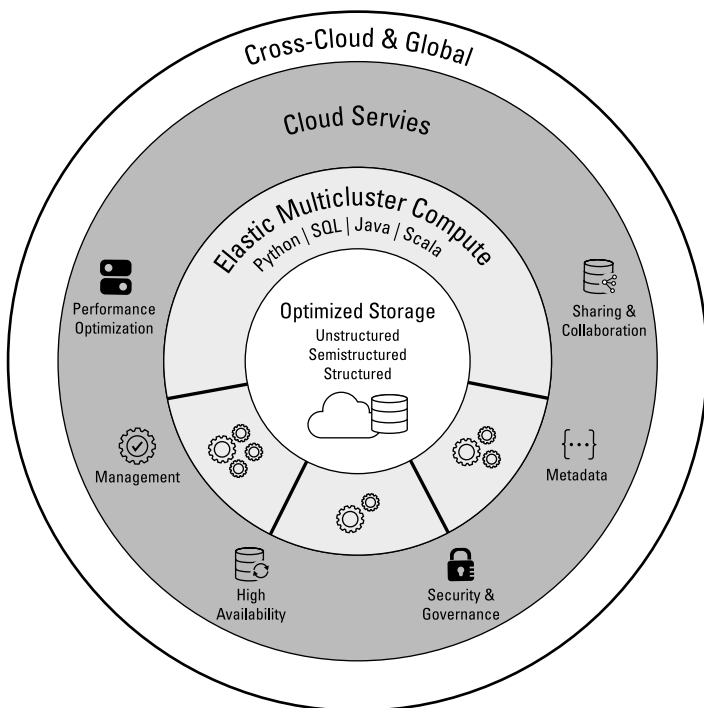 Cross-Cloud & Global
Cloud Servies
Elastic Multicluster Compute
Python | SQL | Java | Scala
Optimized Storage
Unstructured
Semistructured
Structured
Performance
Optimization
Sharing &
Collaboration
Management
{...}
Metadata
High
Availability
Security &
Governance